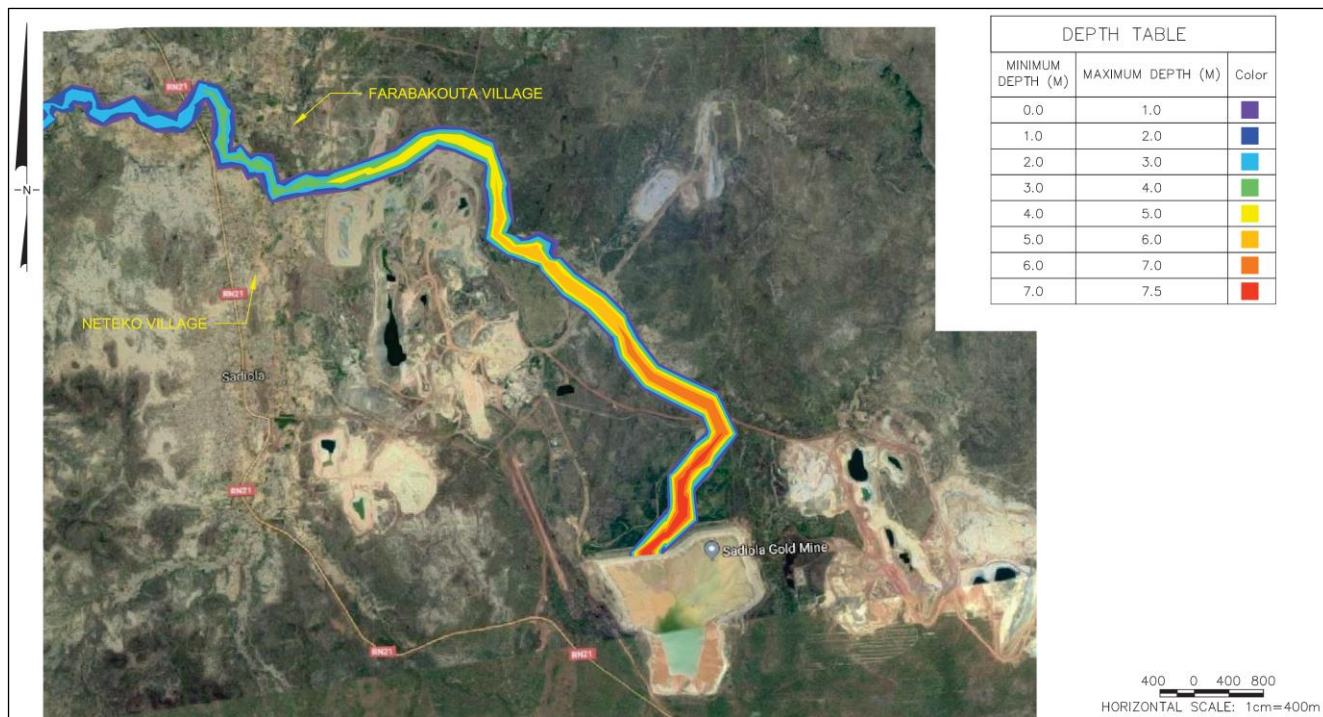 DEPTH TABLE
MINIMUM DEPTH (M) MAXIMUM DEPTH (M) Color
0.0 1.0
1.0 2.0
2.0 3.0
3.0 4.0
4.0 5.0
5.0 6.0
6.0 7.0
7.0 7.5
RN21
FARABAKOUTA VILLAGE
-N-
RN21
NETEKO VILLAGE
Sadiola
RN21
Sadiola Gold Mine
RN21
RN21
400 0 400 800
HORIZONTAL SCALE: 1cm=400m